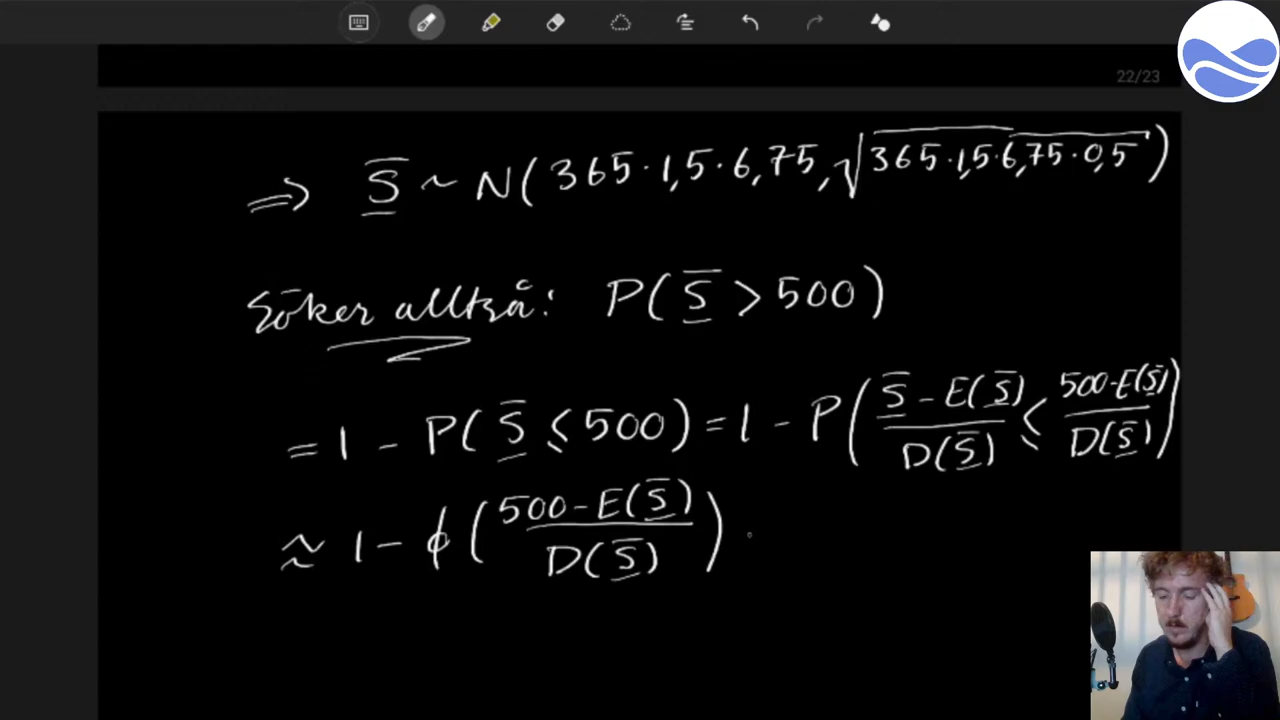 22/23
⇒ S̄ ~ N(365·1,5·6,75, √(365·1,5·6,75·0,5))
Söker alltså: P(S̄ > 500)
= 1 - P(S̄ ≤ 500) = 1 - P((S̄ - E(S̄))/D(S̄) ≤ (500 - E(S̄))/D(S̄))
≈ 1 - ϕ((500 - E(S̄))/D(S̄))